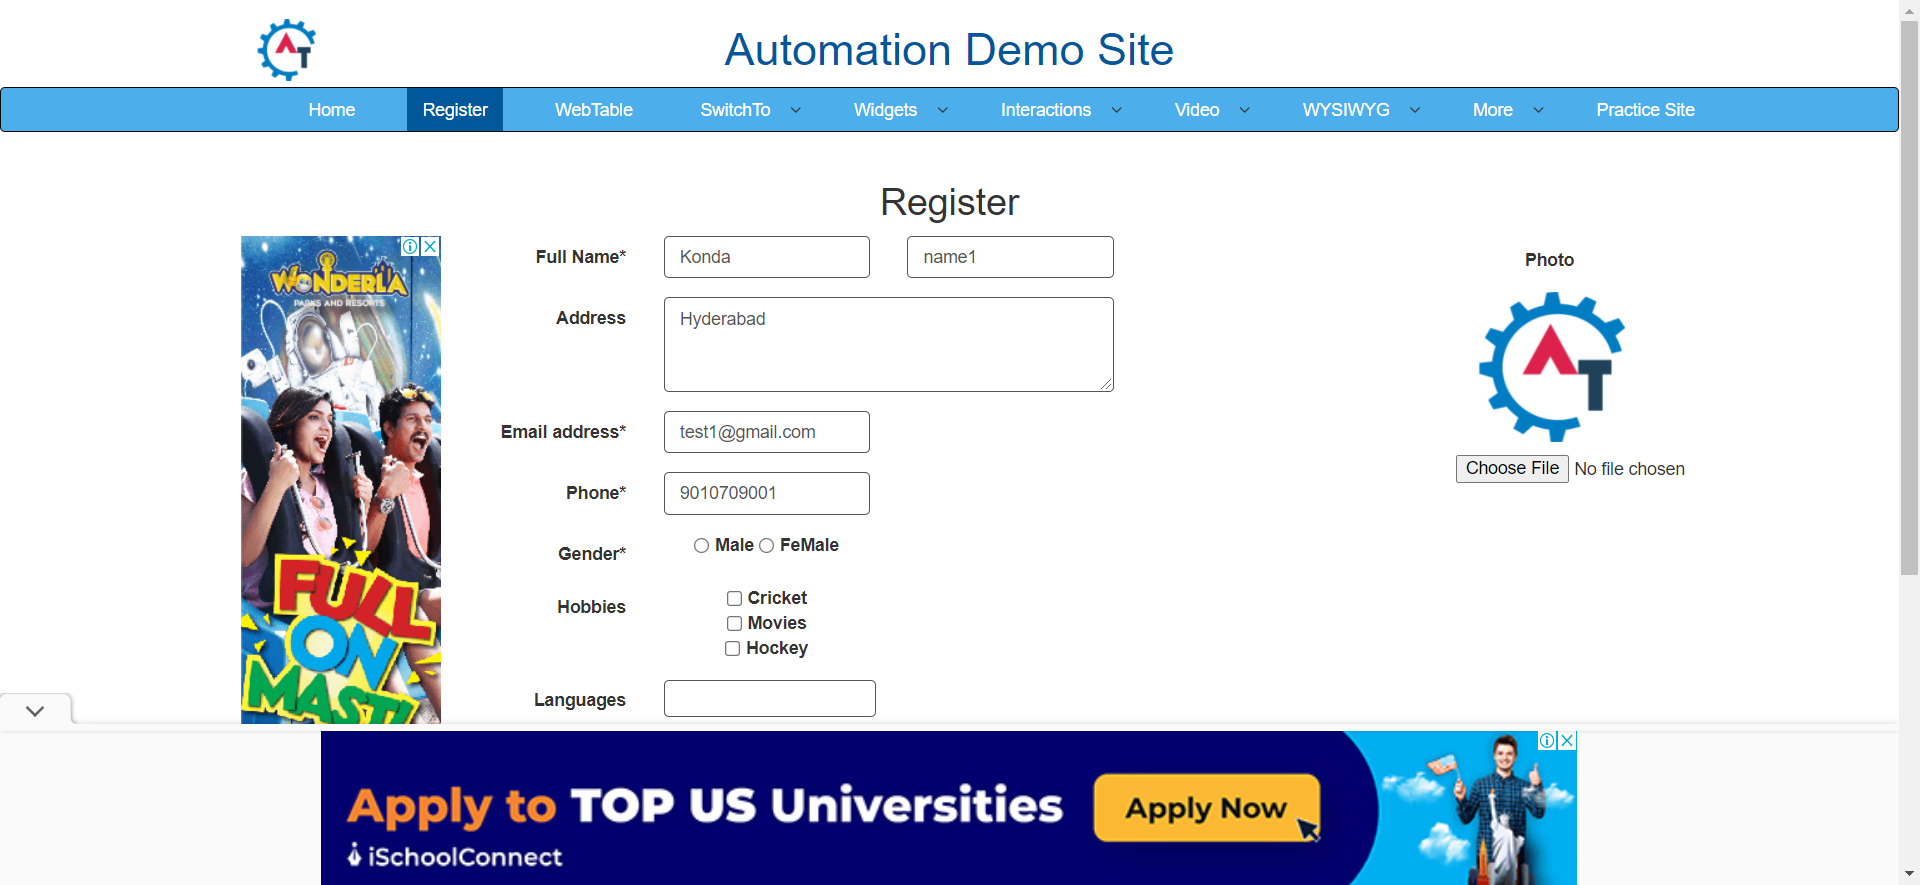 AT
Automation Demo Site
Home Register WebTable SwitchTo Widgets Interactions Video WYSIWYG More Practice Site
Register
WONDERLA
PARKS AND RESORTS
FULL
ON
MASTI
Full Name* Konda name1
Address Hyderabad
Email address* test1@gmail.com
Phone* 9010709001
Gender* Male FeMale
Hobbies Cricket
Movies
Hockey
Languages
Photo
AT
Choose File No file chosen
Apply to TOP US Universities
Apply Now
iSchoolConnect